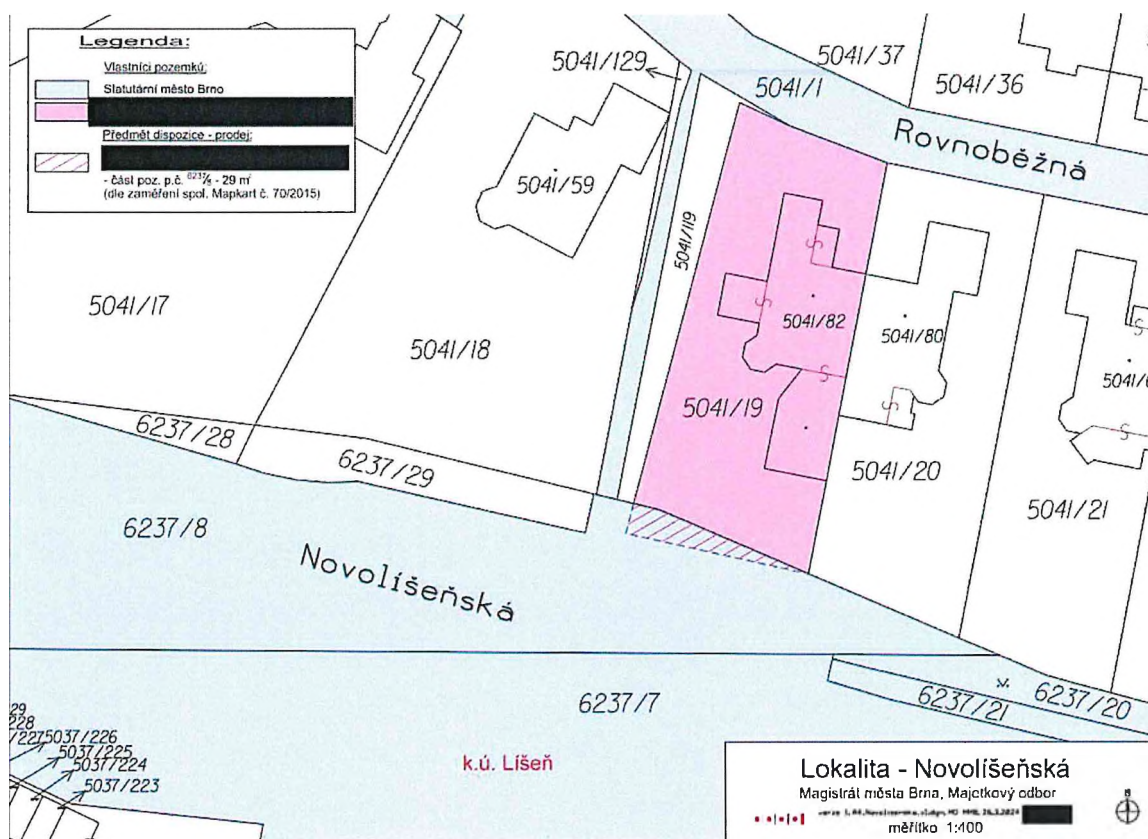 Legenda:
Vlastníci pozemků:
Statutární město Brno
Předmět dispozice - prodej:
- část poz. p.č. 6237/8 - 29 m²
(dle zaměření spol. Mapkart č. 70/2015)
5041/129
5041/37
5041/1
5041/36
Rovnoběžná
5041/59
5041/119
5041/17
5041/18
5041/82
5041/80
5041/19
5041/20
5041/21
6237/28
6237/29
6237/8
Novolíšeňská
6237/7
6237/21
6237/20
5037/226
5037/225
5037/224
5037/223
k.ú. Líšeň
Lokalita - Novolíšeňská
Magistrát města Brna, Majetkový odbor
měřítko 1:400